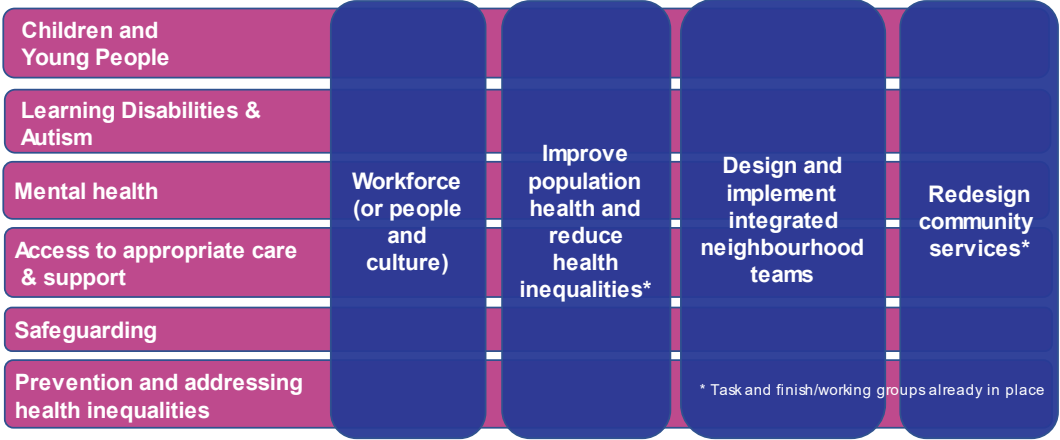 Children and
Young People
Learning Disabilities &
Autism
Mental health
Access to appropriate care
& support
Safeguarding
Prevention and addressing
health inequalities
Workforce
(or people
and
culture)
Improve
population
health and
reduce
health
inequalities*
Design and
implement
integrated
neighbourhood
teams
Redesign
community
services*
* Task and finish/working groups already in place